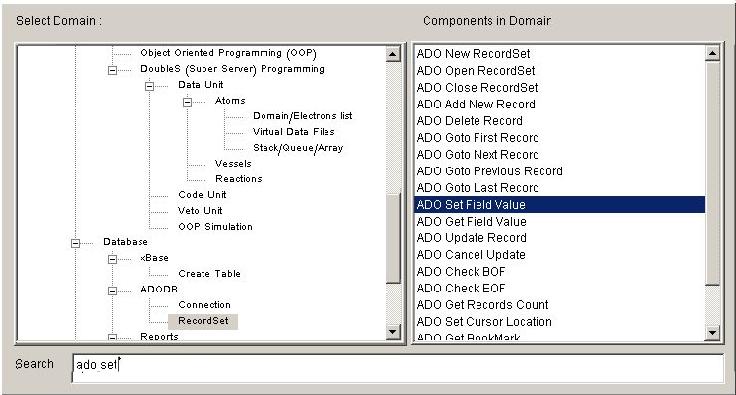 Select Domain :
Object Oriented Programming (OOP)
DoubleS (Super Server) Programming
Data Unit
Atoms
Domain/Electrons list
Virtual Data Files
Stack/Queue/Array
Vessels
Reactions
Code Unit
Veto Unit
OOP Simulation
Database
xBase
Create Table
ADODB
Connection
RecordSet
Reports
Components in Domain
ADO New RecordSet
ADO Open RecordSet
ADO Close RecordSet
ADO Add New Record
ADO Delete Record
ADO Goto First Record
ADO Goto Next Record
ADO Goto Previous Record
ADO Goto Last Record
ADO Set Field Value
ADO Get Field Value
ADO Update Record
ADO Cancel Update
ADO Check BOF
ADO Check EOF
ADO Get Records Count
ADO Set Cursor Location
ADO Get BookMark
Search
ado set